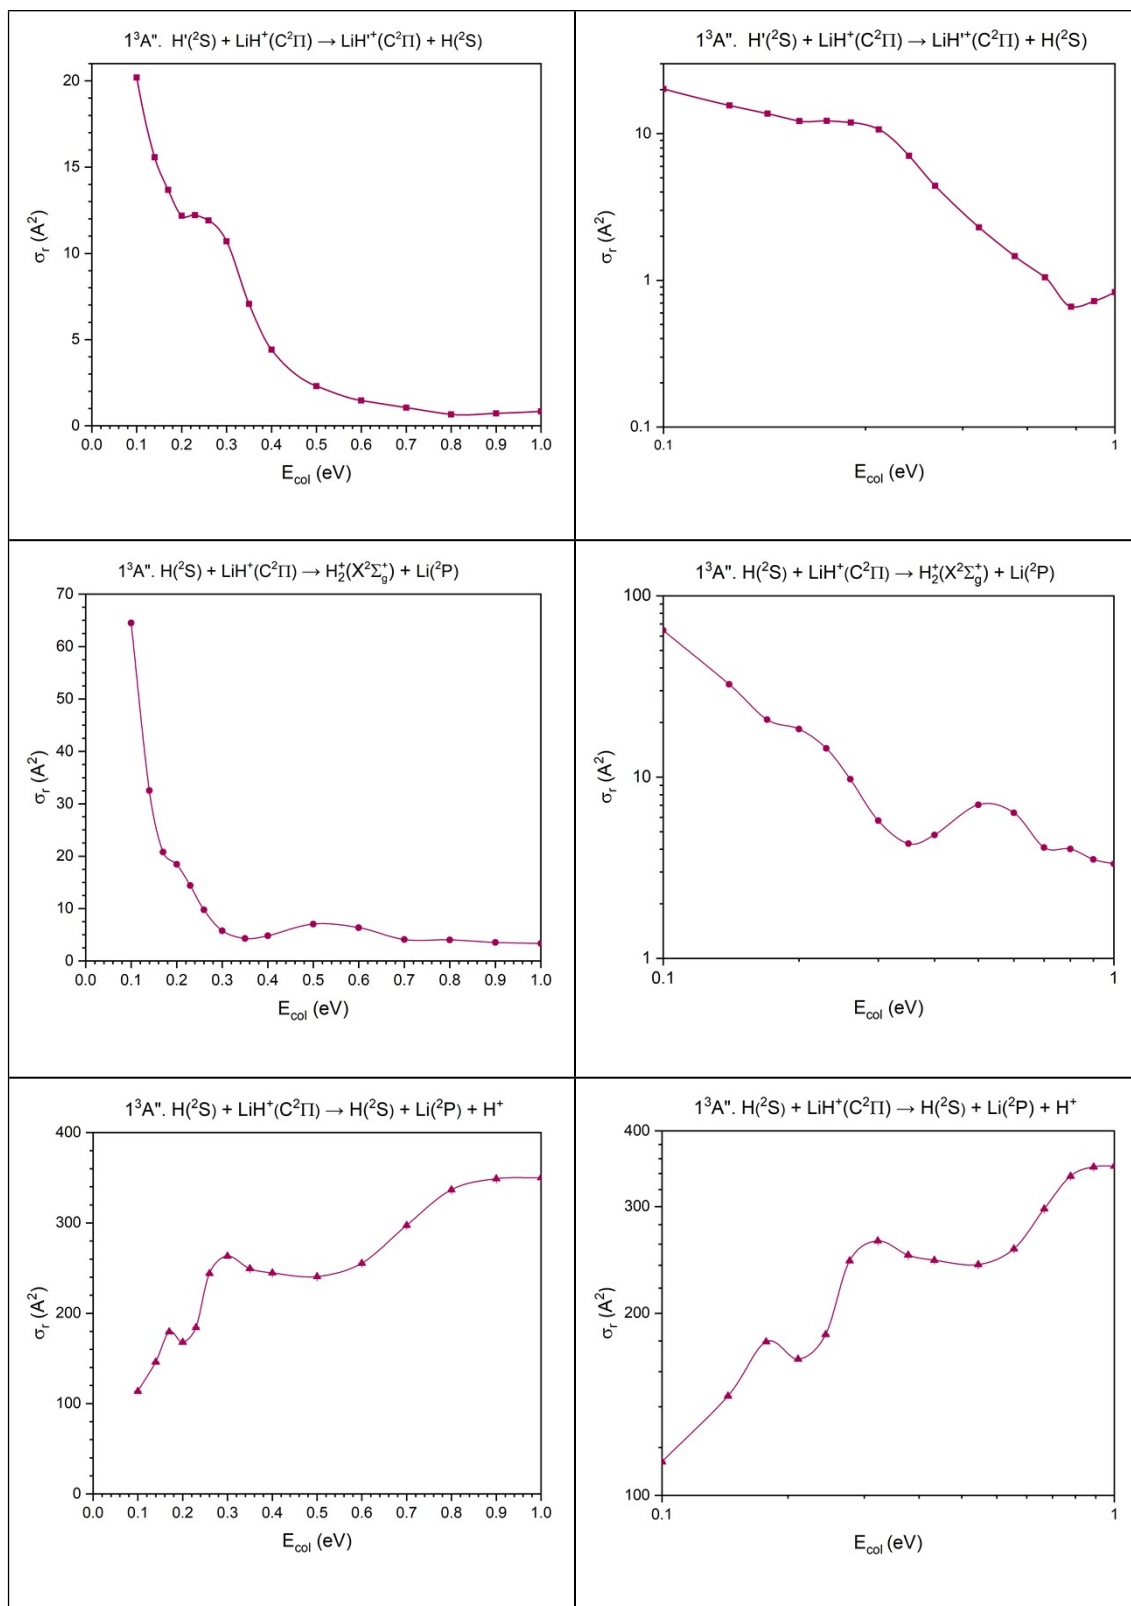 1³A". H'(²S) + LiH⁺(C²Π) → LiH'⁺(C²Π) + H(²S)
20
15
10
5
0
σᵣ (A²)
0.0 0.1 0.2 0.3 0.4 0.5 0.6 0.7 0.8 0.9 1.0
E_col (eV)
1³A". H'(²S) + LiH⁺(C²Π) → LiH'⁺(C²Π) + H(²S)
10
1
0.1
σᵣ (A²)
0.1 1
E_col (eV)
1³A". H(²S) + LiH⁺(C²Π) → H₂⁺(X²Σg⁺) + Li(²P)
70
60
50
40
30
20
10
0
σᵣ (A²)
0.0 0.1 0.2 0.3 0.4 0.5 0.6 0.7 0.8 0.9 1.0
E_col (eV)
1³A". H(²S) + LiH⁺(C²Π) → H₂⁺(X²Σg⁺) + Li(²P)
100
10
1
σᵣ (A²)
0.1 1
E_col (eV)
1³A". H(²S) + LiH⁺(C²Π) → H(²S) + Li(²P) + H⁺
400
300
200
100
0
σᵣ (A²)
0.0 0.1 0.2 0.3 0.4 0.5 0.6 0.7 0.8 0.9 1.0
E_col (eV)
1³A". H(²S) + LiH⁺(C²Π) → H(²S) + Li(²P) + H⁺
400
300
200
100
σᵣ (A²)
0.1 1
E_col (eV)